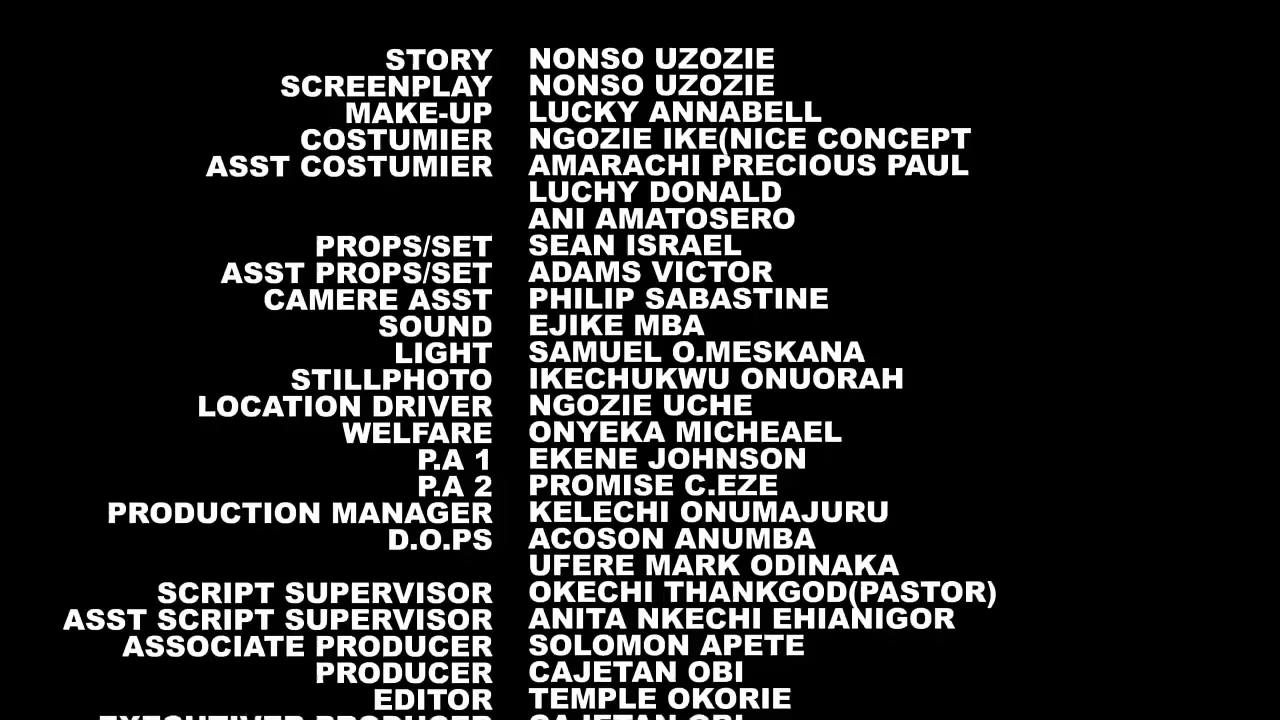 STORY NONSO UZOZIE
SCREENPLAY NONSO UZOZIE
MAKE-UP LUCKY ANNABELL
COSTUMIER NGOZIE IKE(NICE CONCEPT
ASST COSTUMIER AMARACHI PRECIOUS PAUL
LUCHY DONALD
ANI AMATOSERO
PROPS/SET SEAN ISRAEL
ASST PROPS/SET ADAMS VICTOR
CAMERE ASST PHILIP SABASTINE
SOUND EJIKE MBA
LIGHT SAMUEL O.MESKANA
STILLPHOTO IKECHUKWU ONUORAH
LOCATION DRIVER NGOZIE UCHE
WELFARE ONYEKA MICHEAEL
P.A 1 EKENE JOHNSON
P.A 2 PROMISE C.EZE
PRODUCTION MANAGER KELECHI ONUMAJURU
D.O.PS ACOSON ANUMBA
UFERE MARK ODINAKA
SCRIPT SUPERVISOR OKECHI THANKGOD(PASTOR)
ASST SCRIPT SUPERVISOR ANITA NKECHI EHIANIGOR
ASSOCIATE PRODUCER SOLOMON APETE
PRODUCER CAJETAN OBI
EDITOR TEMPLE OKORIE
EXECUTIVER PRODUCER CAJETAN OBI